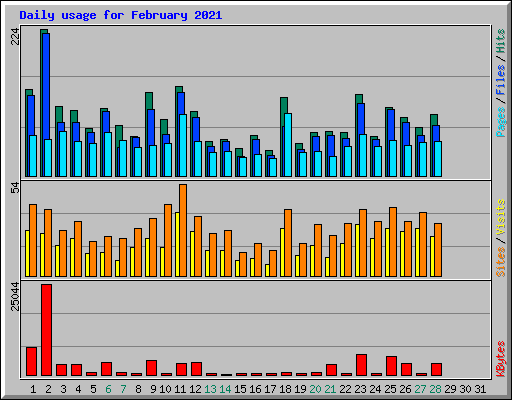 Daily usage for February 2021
224
Pages / Files / Hits
54
Sites / Visits
25044
KBytes
1 2 3 4 5 6 7 8 9 10 11 12 13 14 15 16 17 18 19 20 21 22 23 24 25 26 27 28 29 30 31